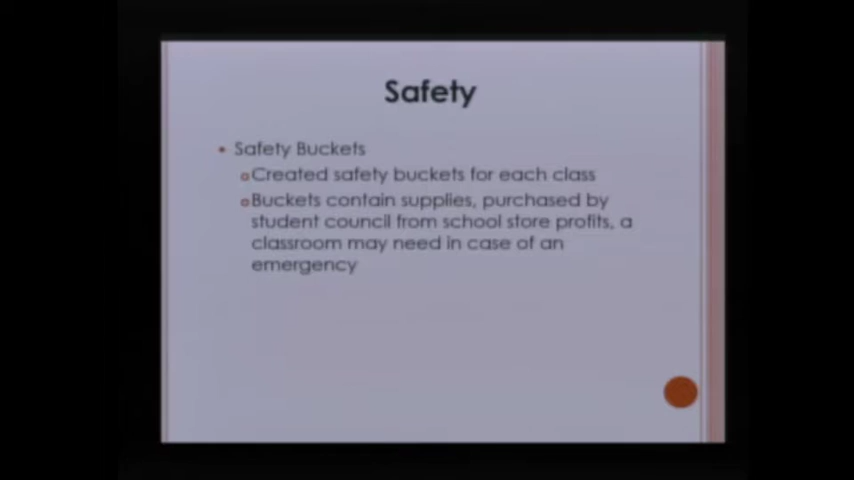 Safety
• Safety Buckets
Created safety buckets for each class
Buckets contain supplies, purchased by
student council from school store profits, a
classroom may need in case of an
emergency